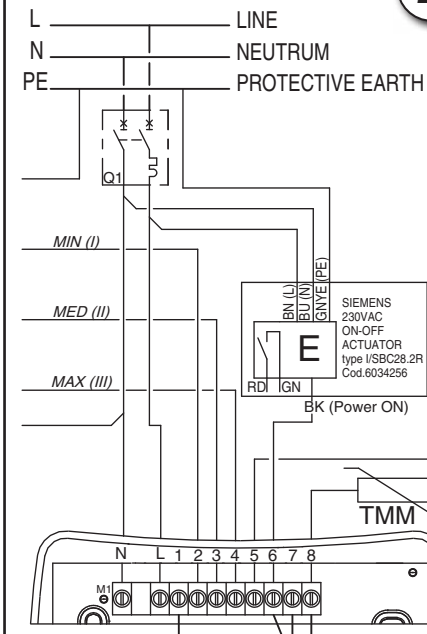 L LINE
N NEUTRUM
PE PROTECTIVE EARTH
Q1
MIN (I)
MED (II)
MAX (III)
BN (L)
BU (N)
GNYE (PE)
E
RD GN
SIEMENS
230VAC
ON-OFF
ACTUATOR
type I/SBC28.2R
Cod.6034256
BK (Power ON)
TMM
N L 1 2 3 4 5 6 7 8
M1